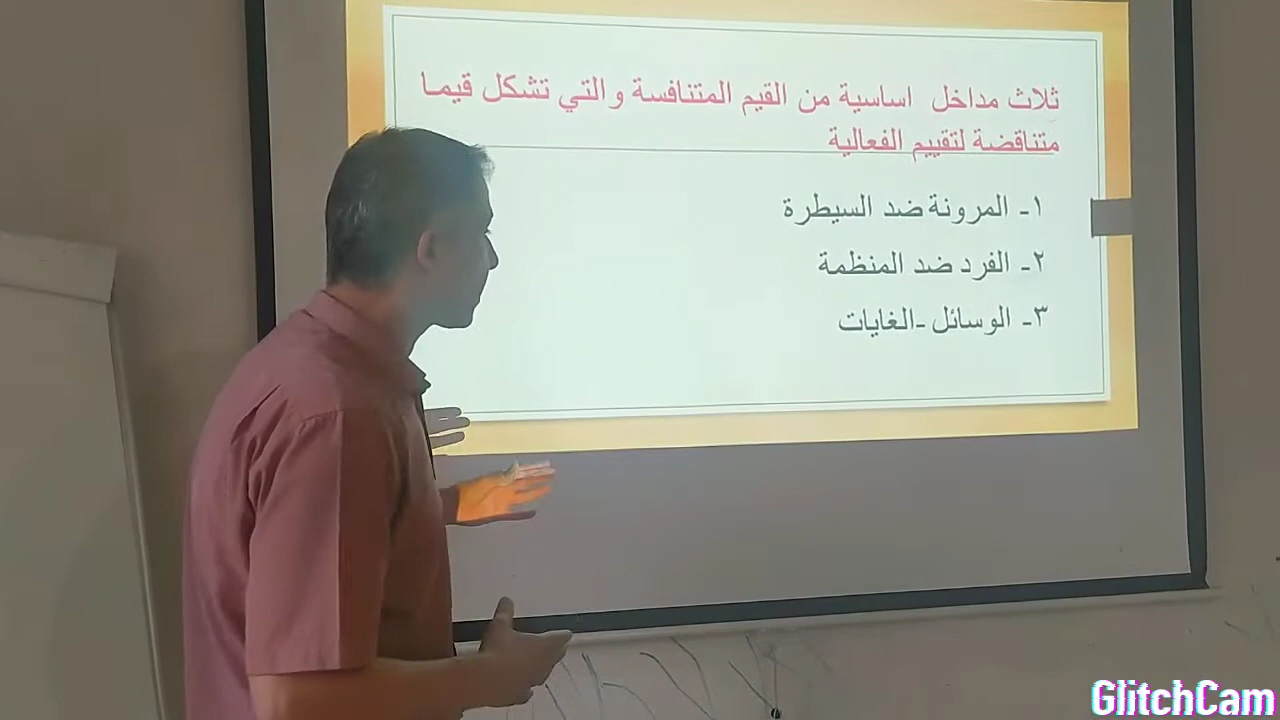 ثلاث مداخل اساسية من القيم المتنافسة والتي تشكل قيما
متناقضة لتقييم الفعالية
١- المرونة ضد السيطرة
٢- الفرد ضد المنظمة
٣- الوسائل -الغايات
GlitchCam